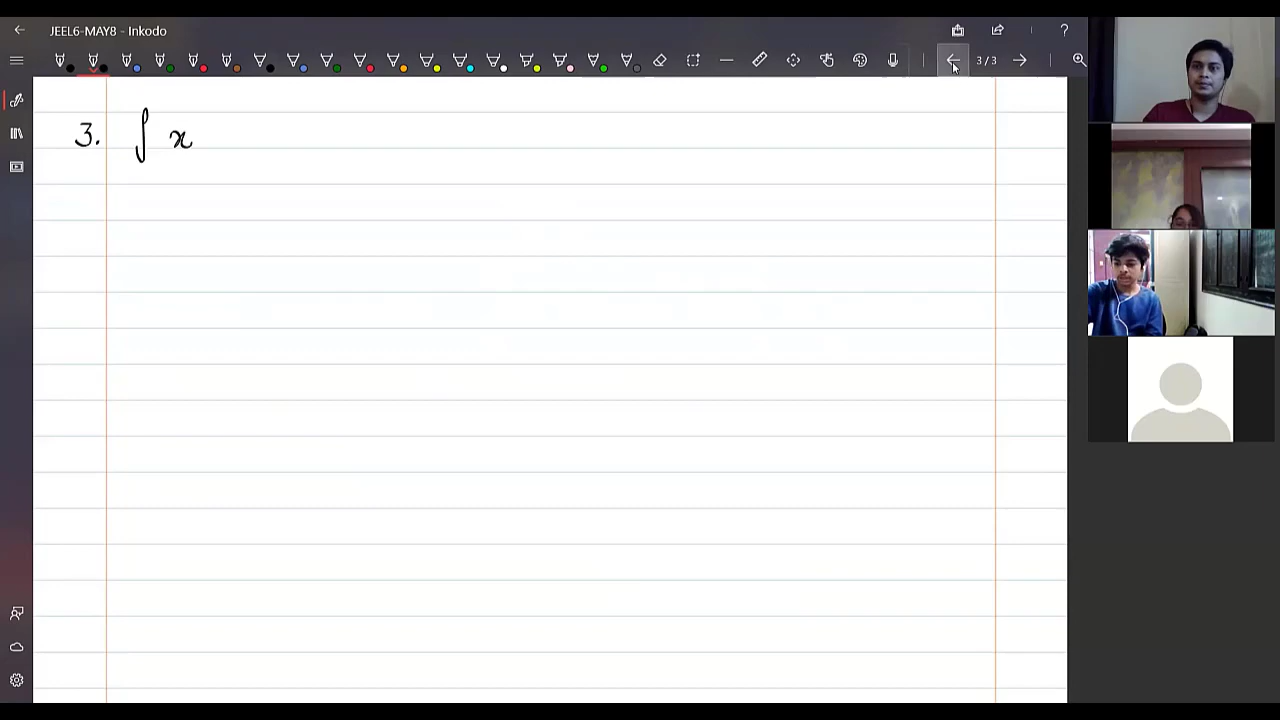 JEEL6-MAY8 - Inkodo
3 / 3
3. ∫ x